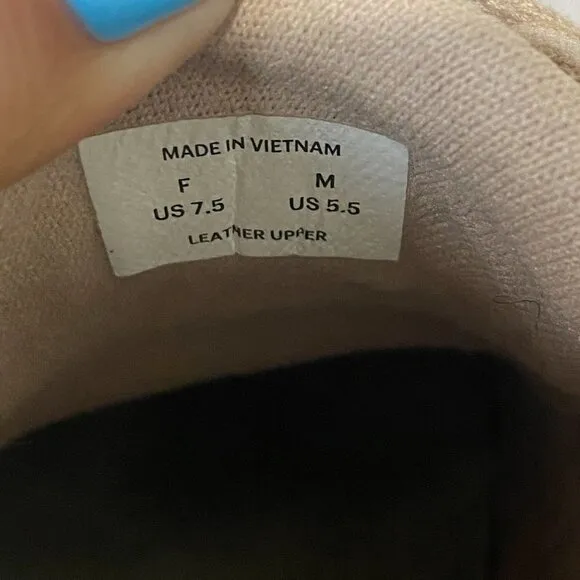 MADE IN VIETNAM
F M
US 7.5 US 5.5
LEATHER UPPER